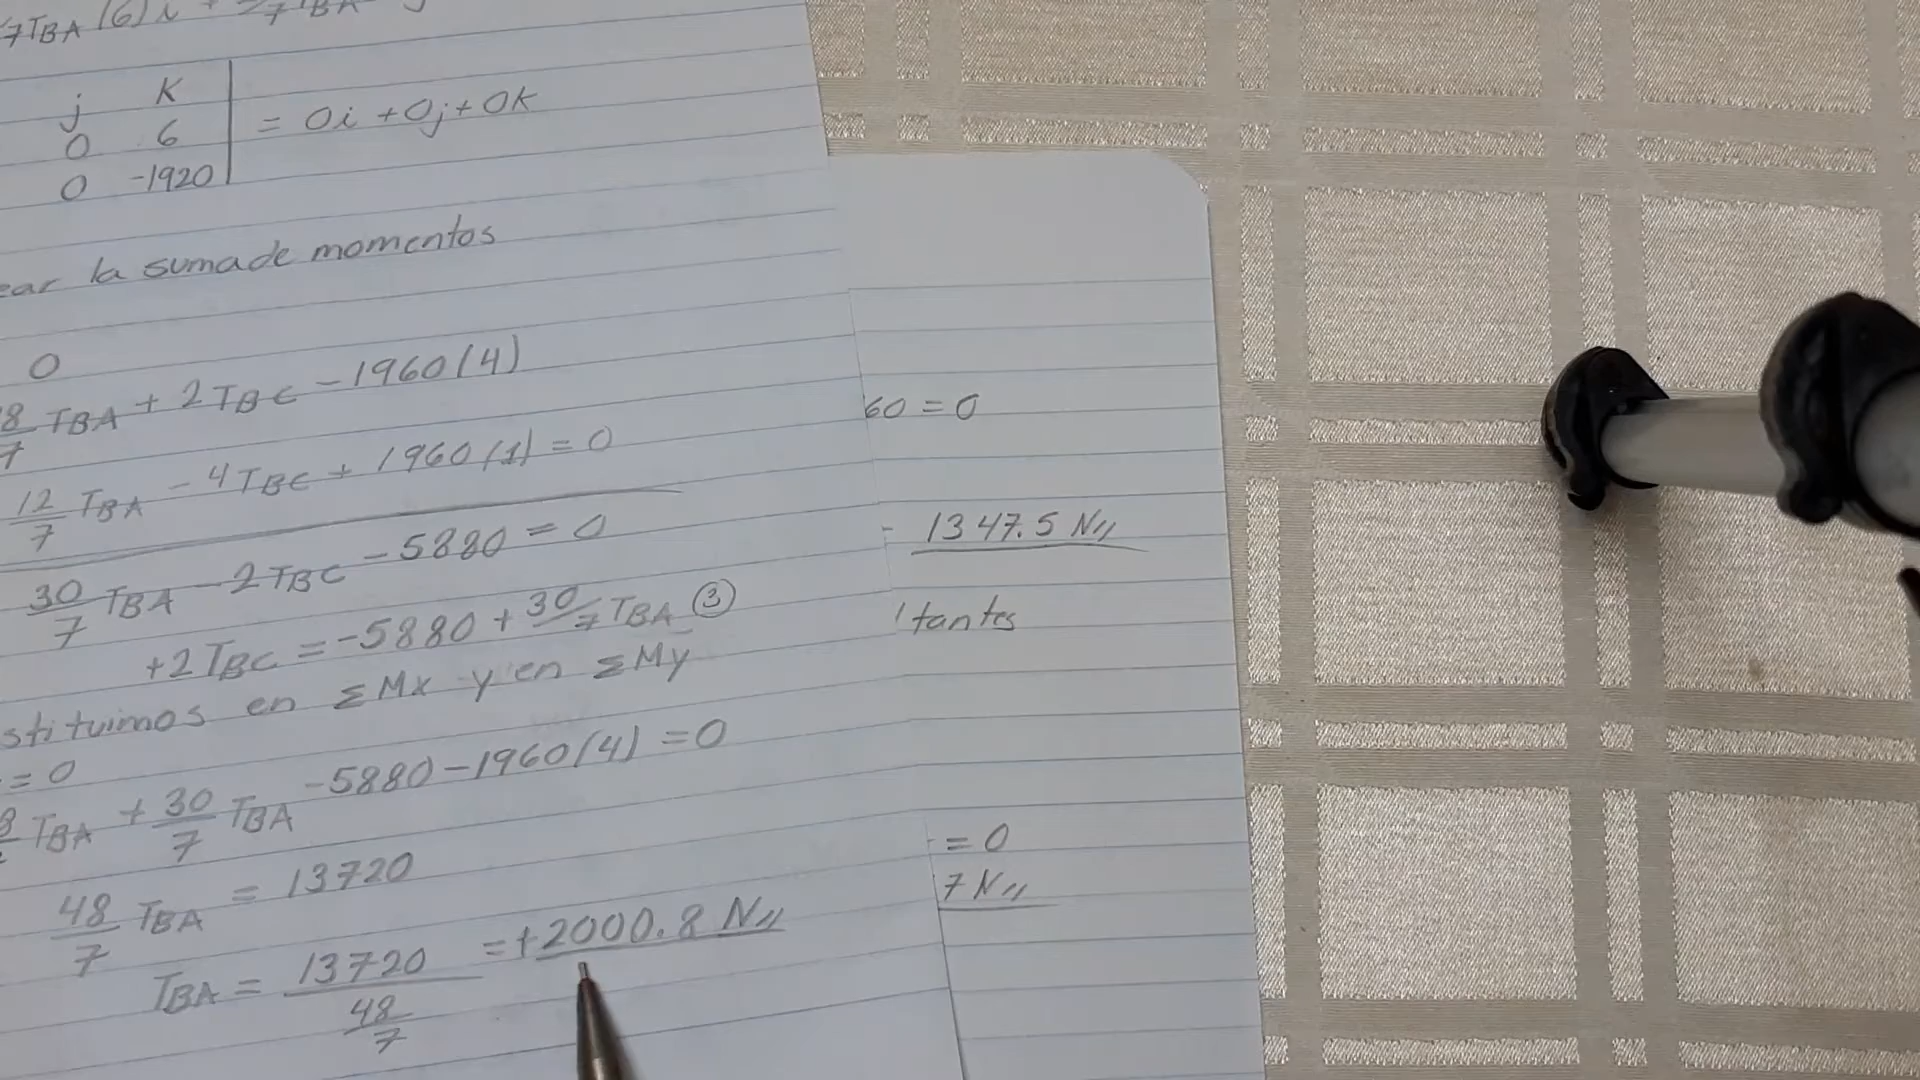 7TBA (6) i +
j K
0 6 = 0i + 0j + 0K
0 -1920
la suma de momentos
0
8/7 TBA + 2TBC - 1960(4)
60 = 0
12/7 TBA - 4TBC + 1960(1) = 0
1347.5 N//
30/7 TBA - 2TBC - 5880 = 0
+2TBC = -5880 + 30/7 TBA ③
tantes
stituimos en ΣMx y en ΣMy
= 0
8 TBA + 30/7 TBA - 5880 - 1960(4) = 0
48/7 TBA = 13720
= 0
7 N//
TBA = 13720/(48/7) = +2000.8 N//